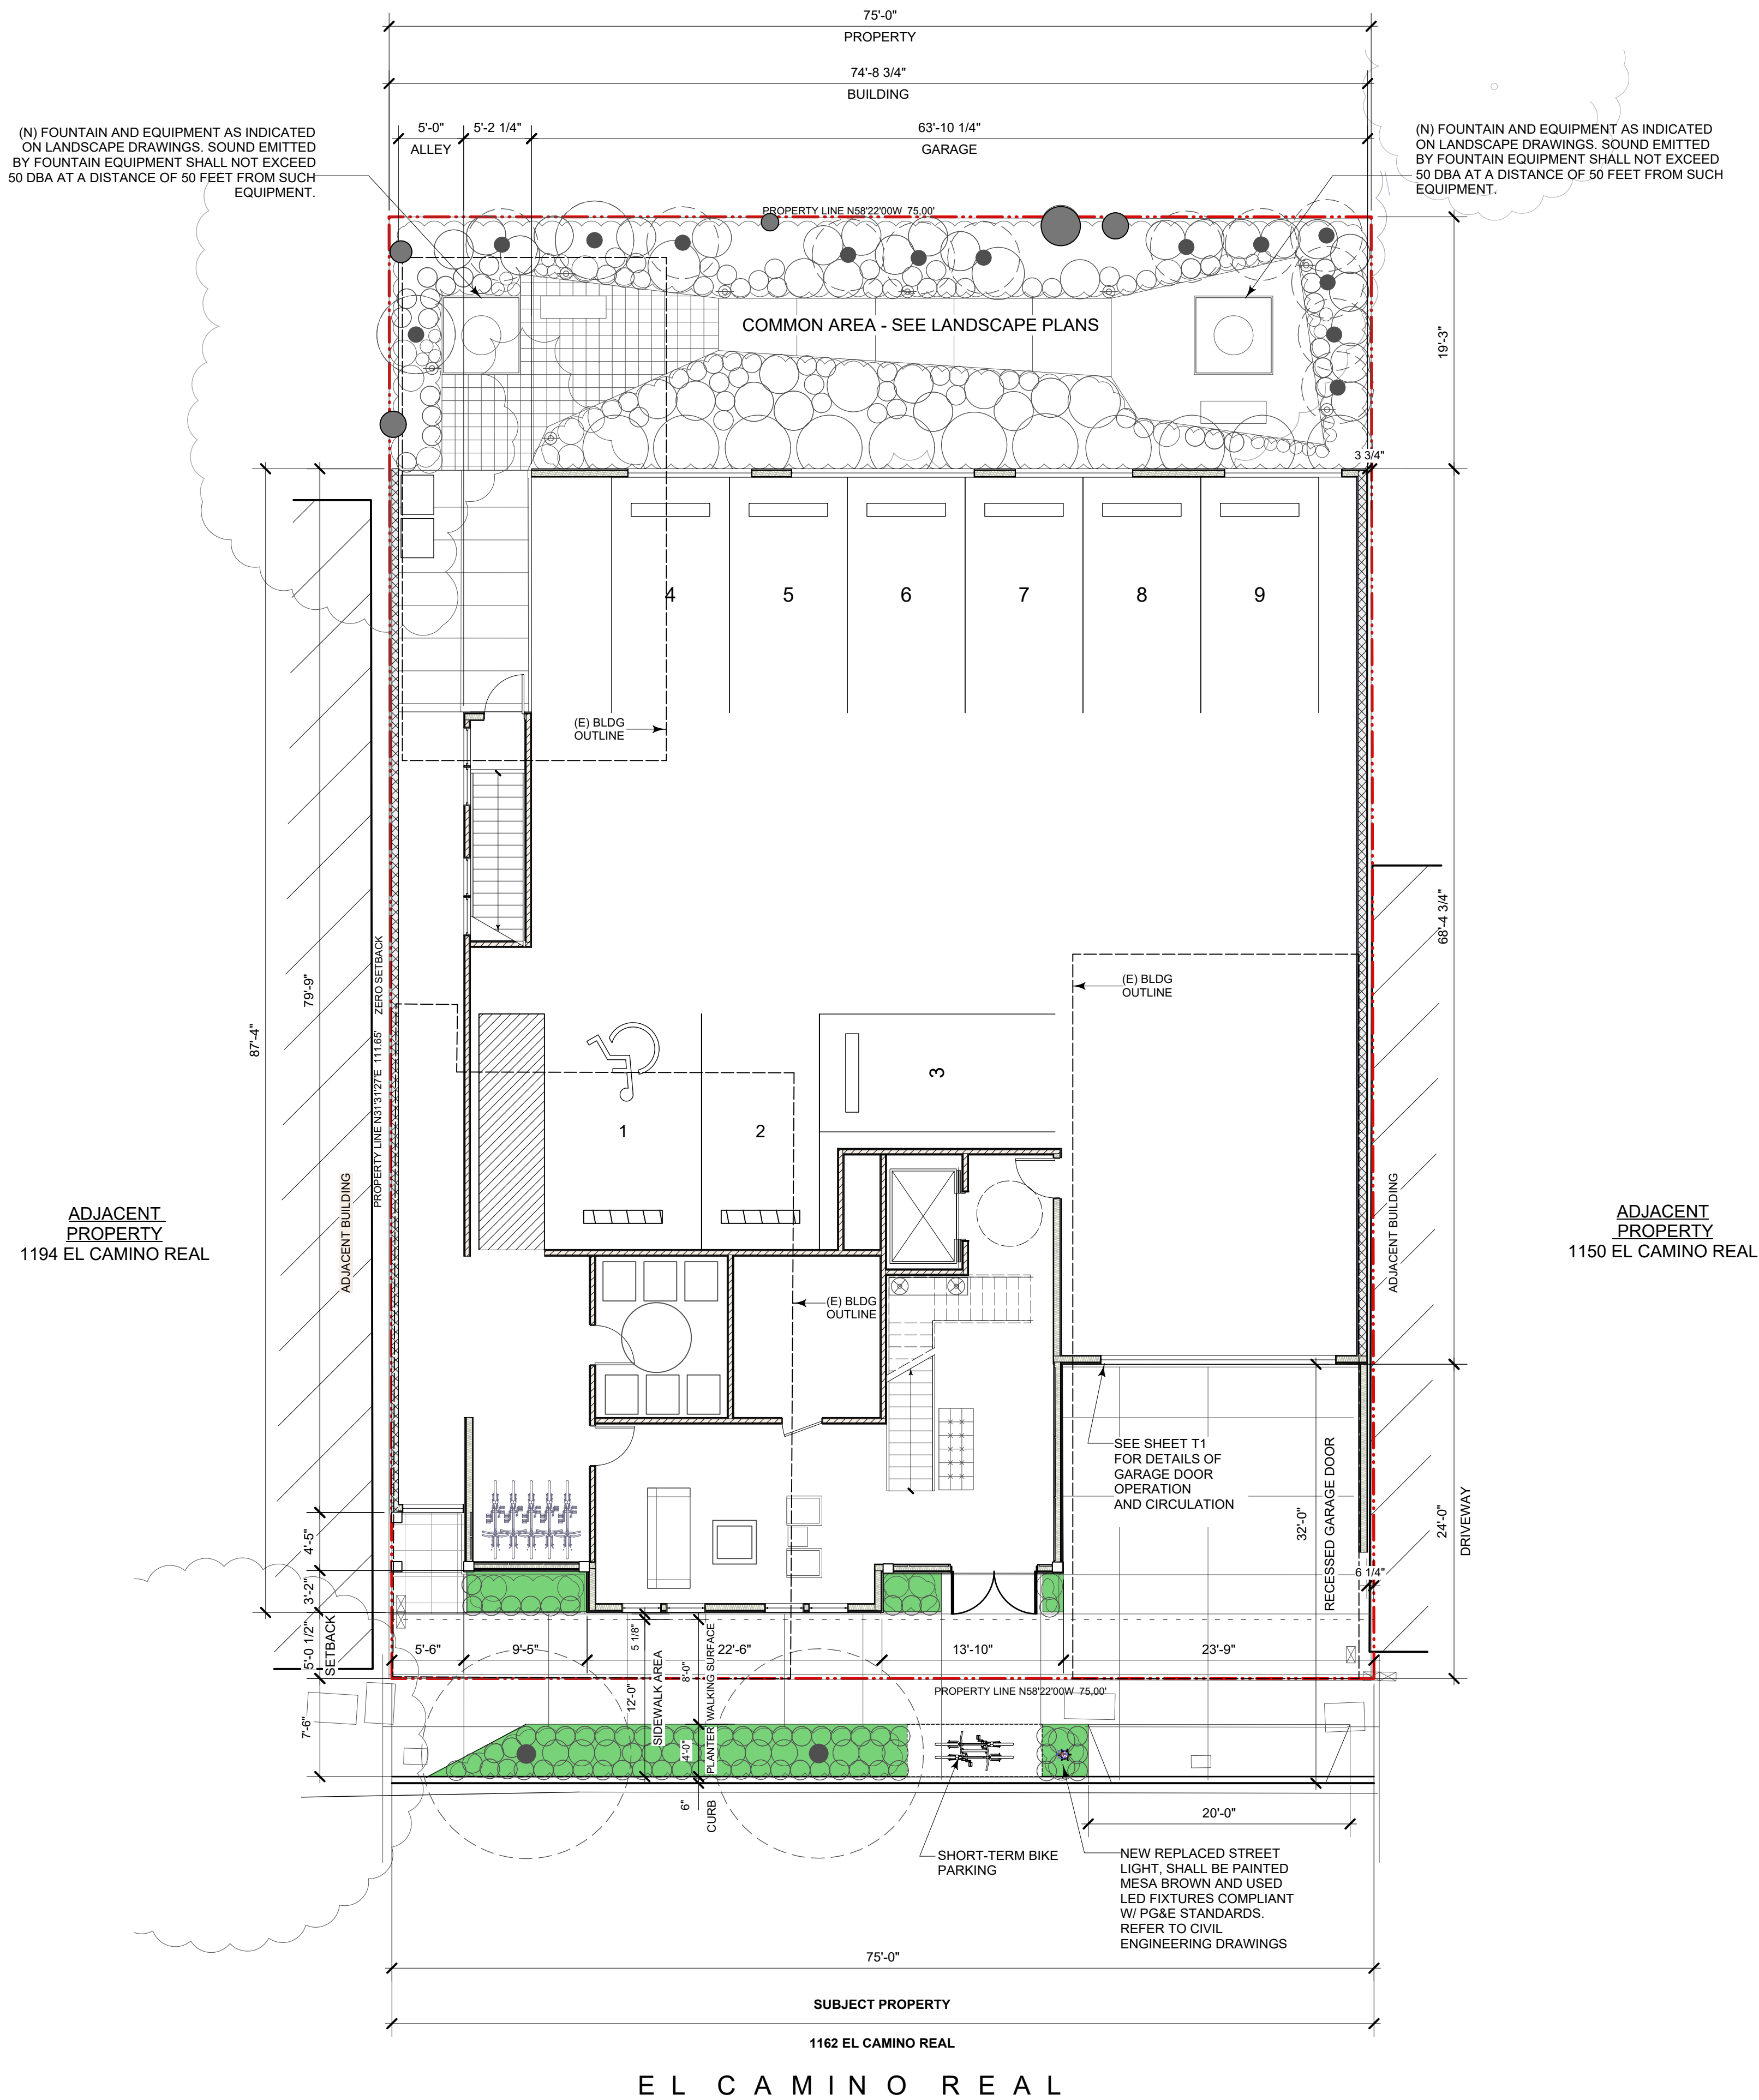 75'-0"
PROPERTY
74'-8 3/4"
BUILDING
5'-0"
ALLEY
5'-2 1/4"
63'-10 1/4"
GARAGE
(N) FOUNTAIN AND EQUIPMENT AS INDICATED
ON LANDSCAPE DRAWINGS. SOUND EMITTED
BY FOUNTAIN EQUIPMENT SHALL NOT EXCEED
50 DBA AT A DISTANCE OF 50 FEET FROM SUCH
EQUIPMENT.
(N) FOUNTAIN AND EQUIPMENT AS INDICATED
ON LANDSCAPE DRAWINGS. SOUND EMITTED
BY FOUNTAIN EQUIPMENT SHALL NOT EXCEED
50 DBA AT A DISTANCE OF 50 FEET FROM SUCH
EQUIPMENT.
PROPERTY LINE N58'22'00W 75,00'
COMMON AREA - SEE LANDSCAPE PLANS
19'-3"
3 3/4"
4
5
6
7
8
9
(E) BLDG
OUTLINE
68'-4 3/4"
79'-9"
87'-4"
PROPERTY LINE N31'31'27'E 111.65' ZERO SETBACK
(E) BLDG
OUTLINE
3
1
2
ADJACENT
PROPERTY
1194 EL CAMINO REAL
ADJACENT BUILDING
ADJACENT BUILDING
ADJACENT
PROPERTY
1150 EL CAMINO REAL
(E) BLDG
OUTLINE
SEE SHEET T1
FOR DETAILS OF
GARAGE DOOR
OPERATION
AND CIRCULATION
32'-0"
RECESSED GARAGE DOOR
24'-0"
DRIVEWAY
4'-5"
3'-2"
6 1/4"
5'-0 1/2"
SETBACK
5'-6"
9'-5"
5 1/8"
22'-6"
13'-10"
23'-9"
7'-6"
12'-0"
SIDEWALK AREA
8'-0"
WALKING SURFACE
4'-0"
PLANTER
PROPERTY LINE N58'22'00W 75,00'
6"
CURB
20'-0"
SHORT-TERM BIKE
PARKING
NEW REPLACED STREET
LIGHT, SHALL BE PAINTED
MESA BROWN AND USED
LED FIXTURES COMPLIANT
W/ PG&E STANDARDS.
REFER TO CIVIL
ENGINEERING DRAWINGS
75'-0"
SUBJECT PROPERTY
1162 EL CAMINO REAL
EL CAMINO REAL